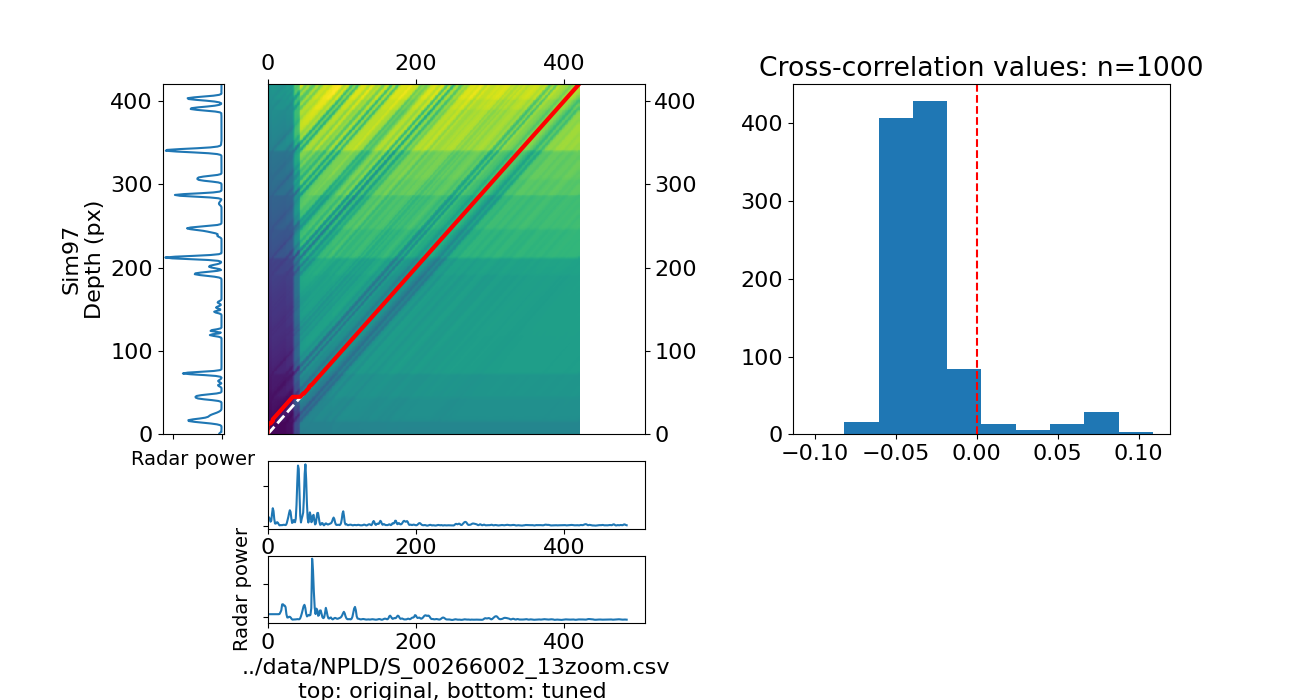 Cross-correlation values: n=1000
0 200 400
400
300
200
100
0
Sim97
Depth (px)
400
300
200
100
0
400
300
200
100
0
−0.10 −0.05 0.00 0.05 0.10
Radar power
0 200 400
Radar power
0 200 400
../data/NPLD/S_00266002_13zoom.csv
top: original, bottom: tuned